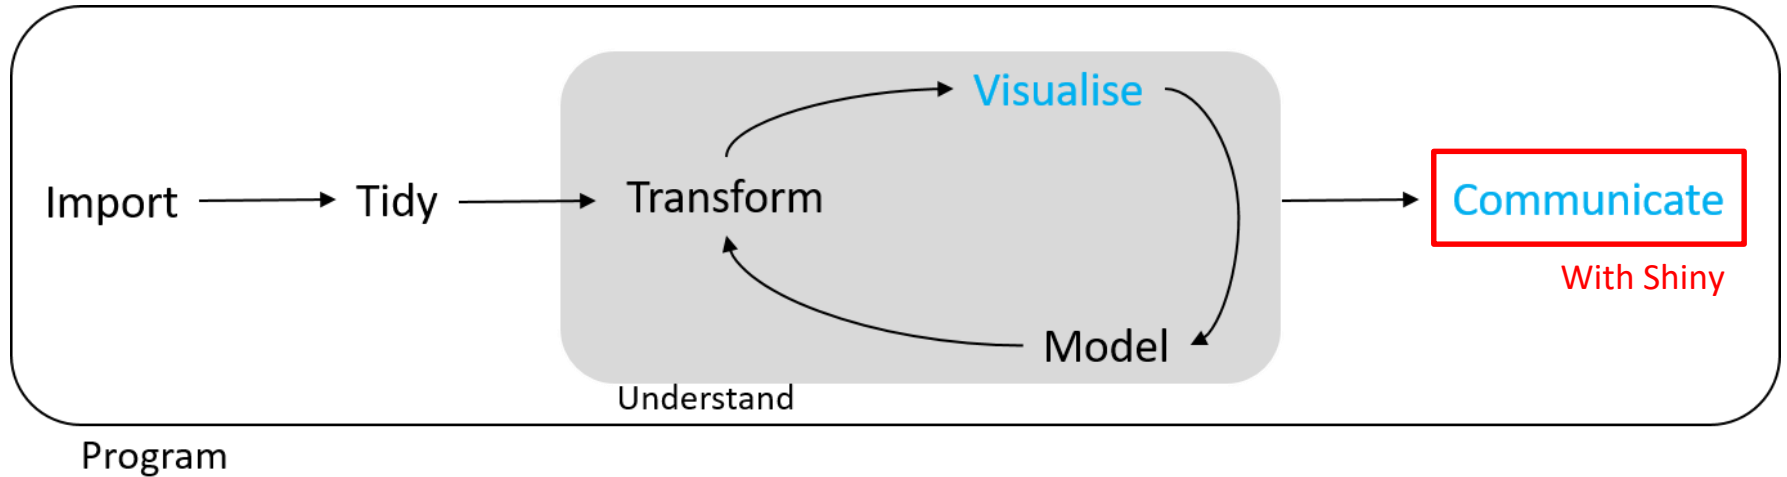 Visualise
Import
Tidy
Transform
Communicate
With Shiny
Model
Understand
Program